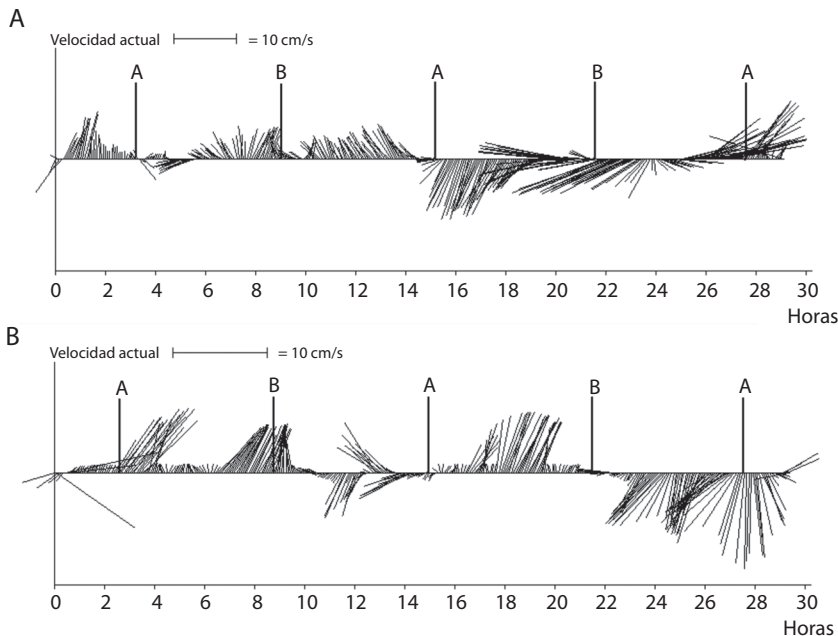 A
Velocidad actual = 10 cm/s
A B A B A
0 2 4 6 8 10 12 14 16 18 20 22 24 26 28 30
Horas
B
Velocidad actual = 10 cm/s
A B A B A
0 2 4 6 8 10 12 14 16 18 20 22 24 26 28 30
Horas